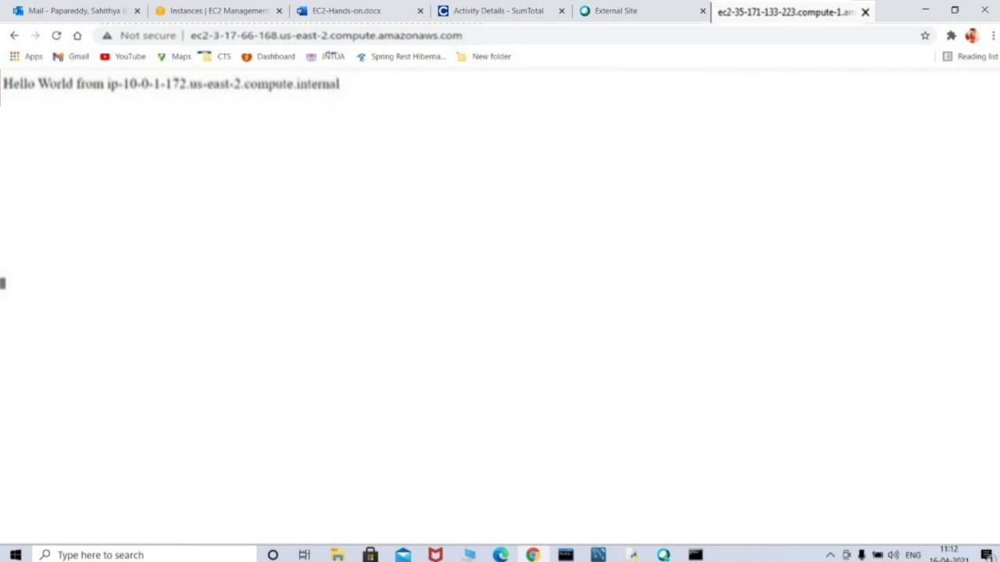 Mail - Papareddy, Sahithya (C
Instances | EC2 Management
EC2-Hands-on.docx
Activity Details - SumTotal
External Site
ec2-35-171-133-223.compute-1.am
Not secure | ec2-3-17-66-168.us-east-2.compute.amazonaws.com
Apps
Gmail
YouTube
Maps
CTS
Dashboard
JNTUA
Spring Rest Hiberna...
New folder
Reading list
Hello World from ip-10-0-1-172.us-east-2.compute.internal
Type here to search
ENG
11:12
16-04-2021